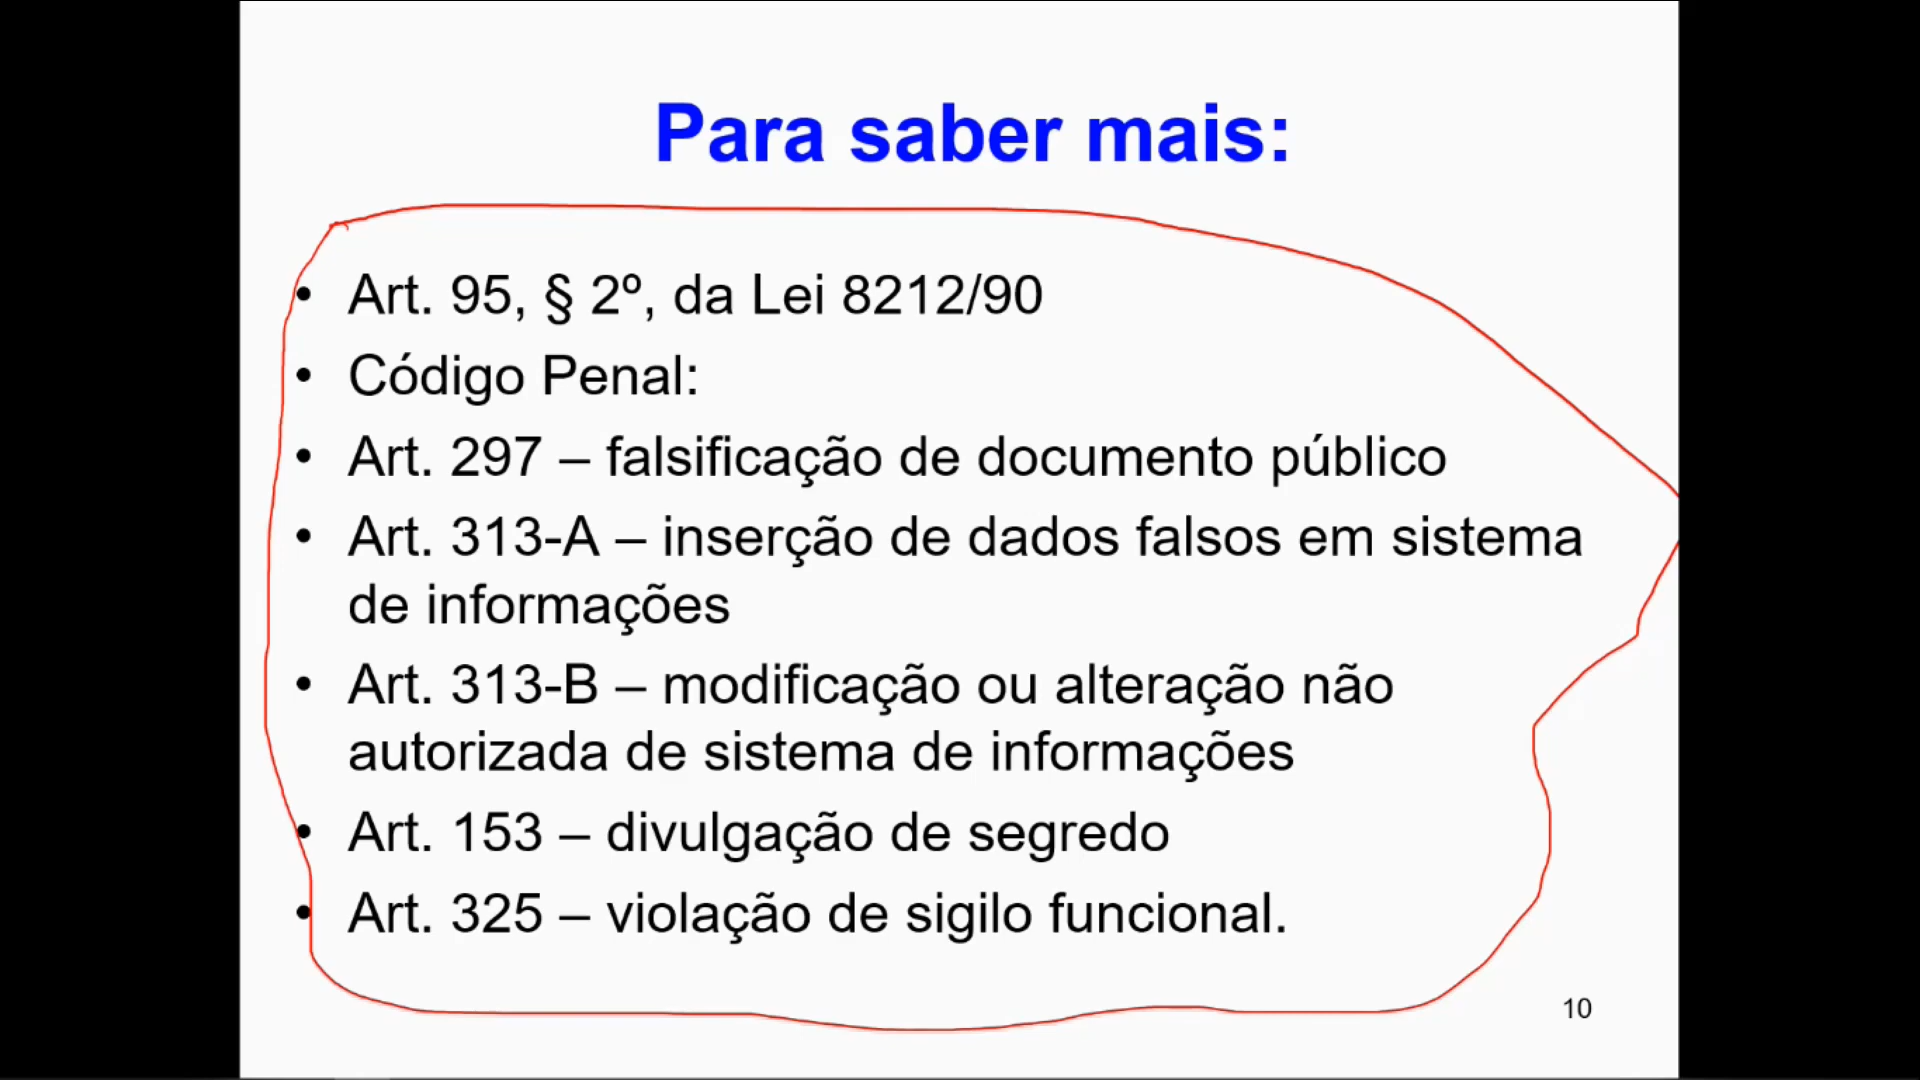 Para saber mais:
• Art. 95, § 2º, da Lei 8212/90
• Código Penal:
• Art. 297 – falsificação de documento público
• Art. 313-A – inserção de dados falsos em sistema
de informações
• Art. 313-B – modificação ou alteração não
autorizada de sistema de informações
• Art. 153 – divulgação de segredo
• Art. 325 – violação de sigilo funcional.
10